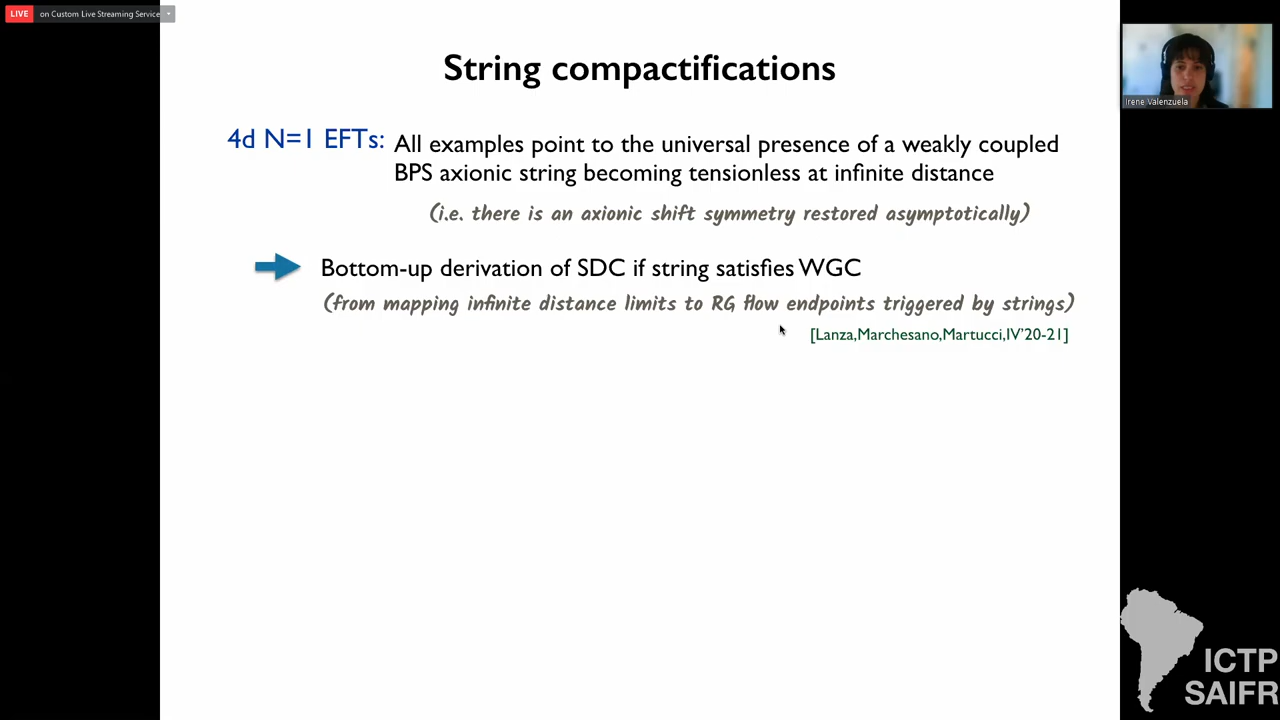 LIVE on Custom Live Streaming Service
String compactifications
Irene Valenzuela
4d N=1 EFTs: All examples point to the universal presence of a weakly coupled
BPS axionic string becoming tensionless at infinite distance
(i.e. there is an axionic shift symmetry restored asymptotically)
Bottom-up derivation of SDC if string satisfies WGC
(from mapping infinite distance limits to RG flow endpoints triggered by strings)
[Lanza,Marchesano,Martucci,IV'20-21]
ICTP
SAIFR